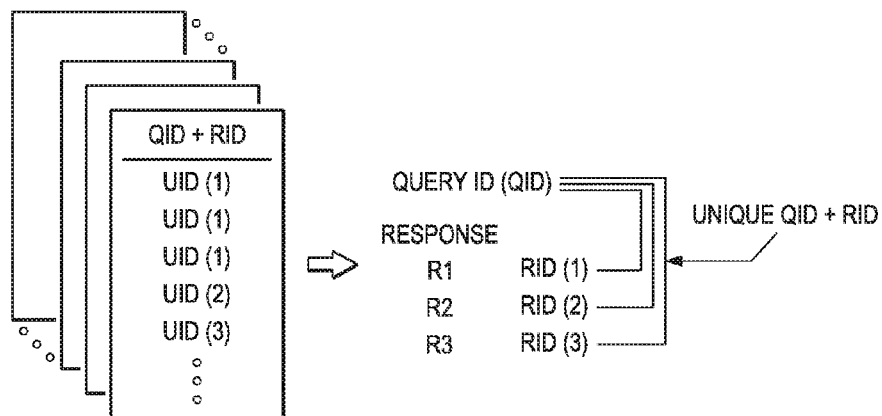 QID + RID
UID (1)
UID (1)
UID (1)
UID (2)
UID (3)
QUERY ID (QID)
UNIQUE QID + RID
RESPONSE
R1 RID (1)
R2 RID (2)
R3 RID (3)